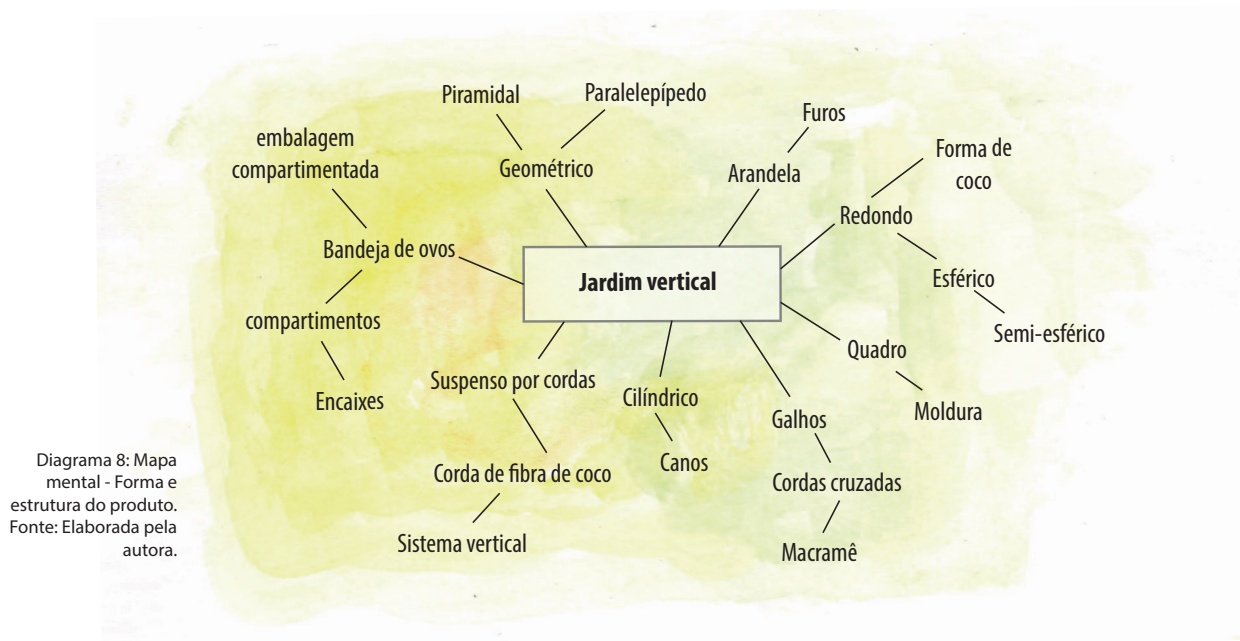 Piramidal
Paralelepípedo
Furos
embalagem
compartimentada
Geométrico
Arandela
Forma de
coco
Redondo
Bandeja de ovos
Jardim vertical
Esférico
compartimentos
Semi-esférico
Quadro
Suspenso por cordas
Cilíndrico
Encaixes
Galhos
Moldura
Corda de fibra de coco
Canos
Cordas cruzadas
Sistema vertical
Macramê
Diagrama 8: Mapa
mental - Forma e
estrutura do produto.
Fonte: Elaborada pela
autora.